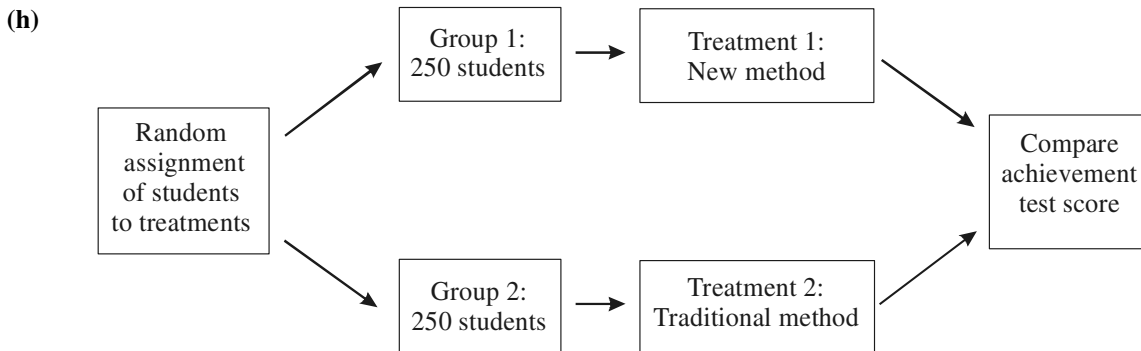 (h)
Group 1:
250 students
Treatment 1:
New method
Random
assignment
of students
to treatments
Compare
achievement
test score
Group 2:
250 students
Treatment 2:
Traditional method